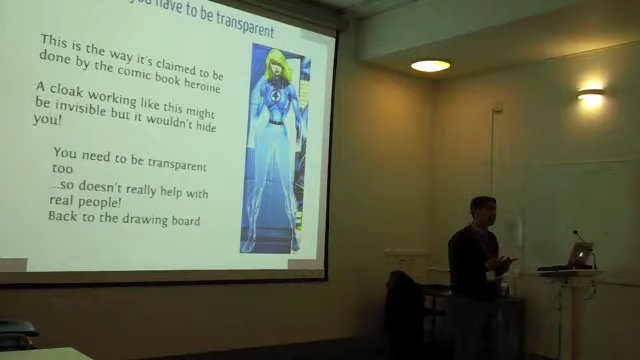 you have to be transparent
This is the way it's claimed to be
done by the comic book heroine
A cloak working like this might
be invisible but it wouldn't hide
you!
You need to be transparent
too
...so doesn't really help with
real people!
Back to the drawing board